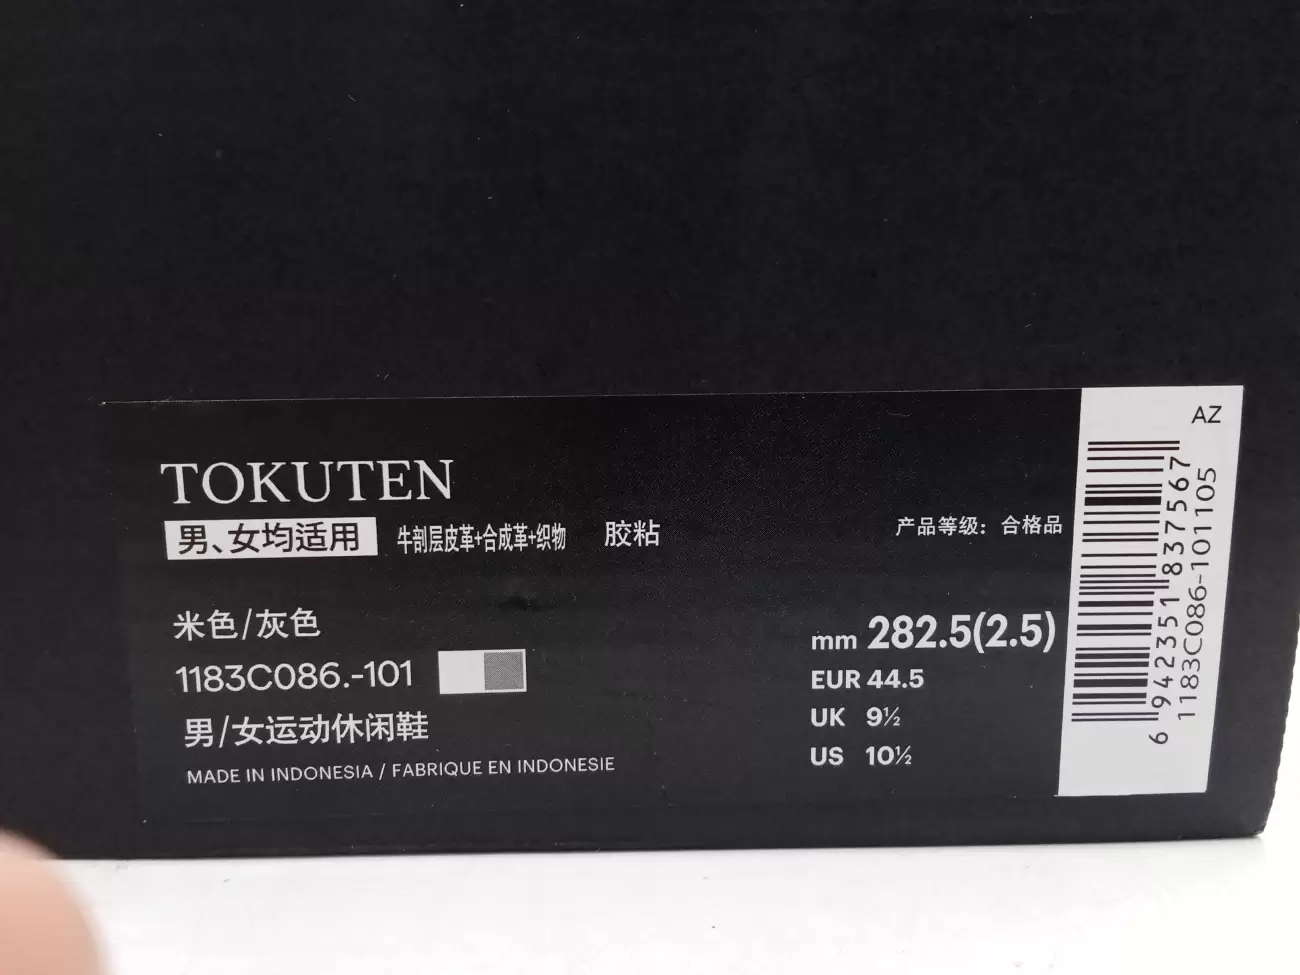 TOKUTEN
男、女均适用 牛剖层皮革+合成革+织物 胶粘
产品等级：合格品
米色/灰色
1183C086.-101
男/女运动休闲鞋
MADE IN INDONESIA / FABRIQUE EN INDONESIE
mm 282.5(2.5)
EUR 44.5
UK 9½
US 10½
AZ
6 942351 837567
1183C086-101105